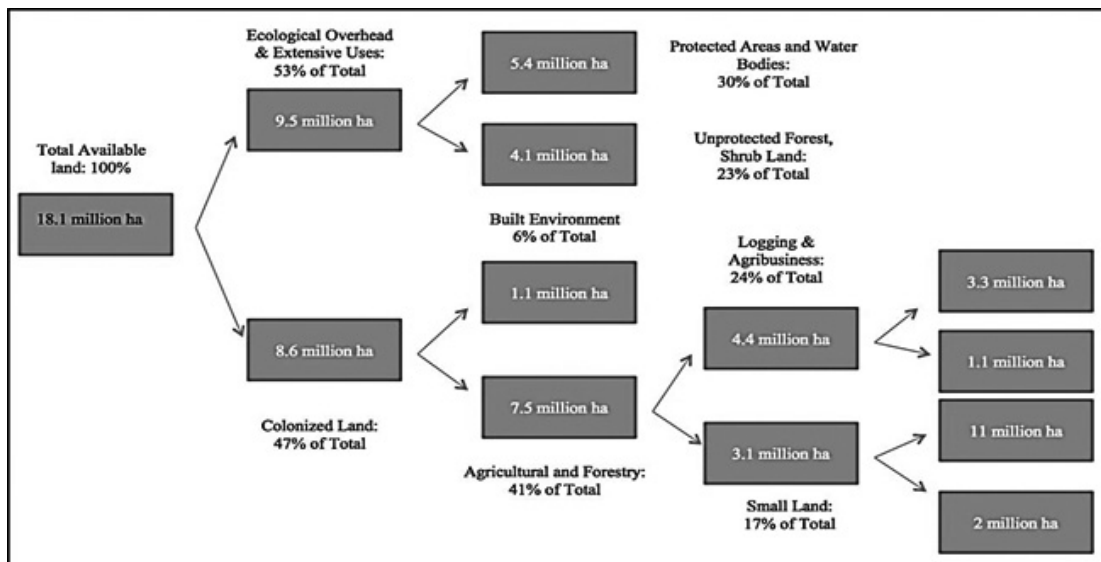 Ecological Overhead
& Extensive Uses:
53% of Total
9.5 million ha
5.4 million ha
Protected Areas and Water
Bodies:
30% of Total
4.1 million ha
Unprotected Forest,
Shrub Land:
23% of Total
Total Available
land: 100%
18.1 million ha
Built Environment
6% of Total
1.1 million ha
8.6 million ha
Colonized Land:
47% of Total
7.5 million ha
Agricultural and Forestry:
41% of Total
Logging &
Agribusiness:
24% of Total
4.4 million ha
3.3 million ha
1.1 million ha
3.1 million ha
Small Land:
17% of Total
11 million ha
2 million ha